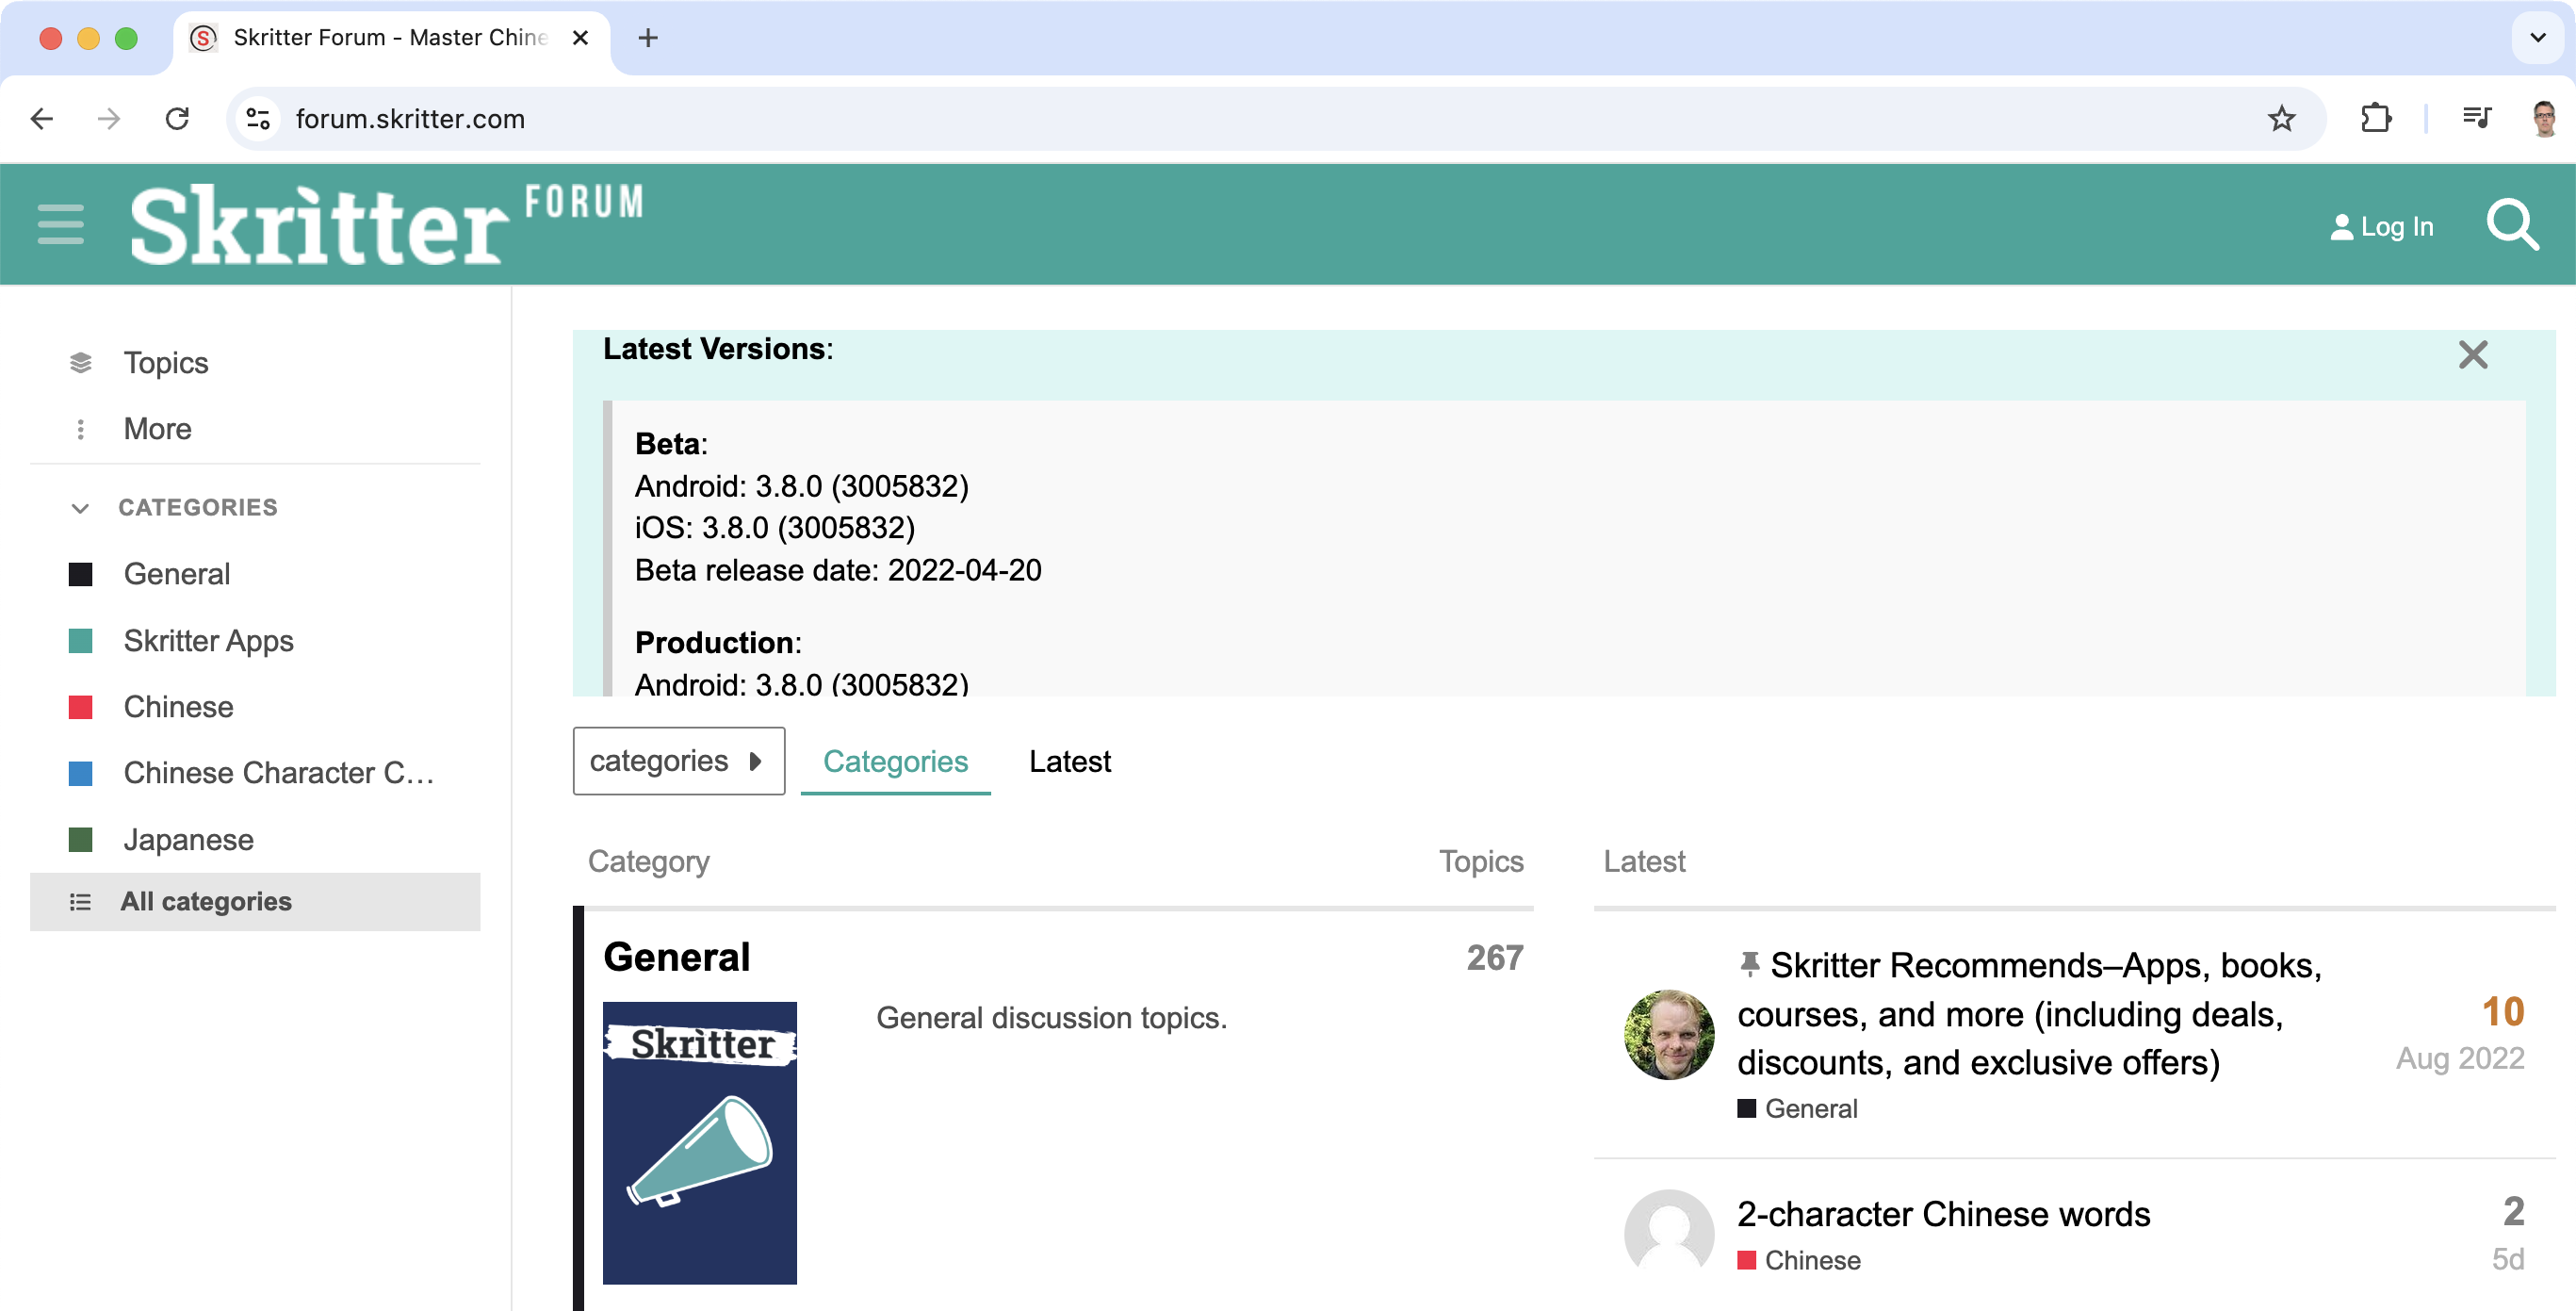 Skritter Forum - Master Chine
forum.skritter.com
Skritter FORUM
Log In
Topics
More
CATEGORIES
General
Skritter Apps
Chinese
Chinese Character C…
Japanese
All categories
Latest Versions:
Beta:
Android: 3.8.0 (3005832)
iOS: 3.8.0 (3005832)
Beta release date: 2022-04-20
Production:
Android: 3.8.0 (3005832)
categories
Categories
Latest
Category Topics
General 267
Skritter
General discussion topics.
Latest
Skritter Recommends–Apps, books,
courses, and more (including deals,
discounts, and exclusive offers)
General
10
Aug 2022
2-character Chinese words
Chinese
2
5d